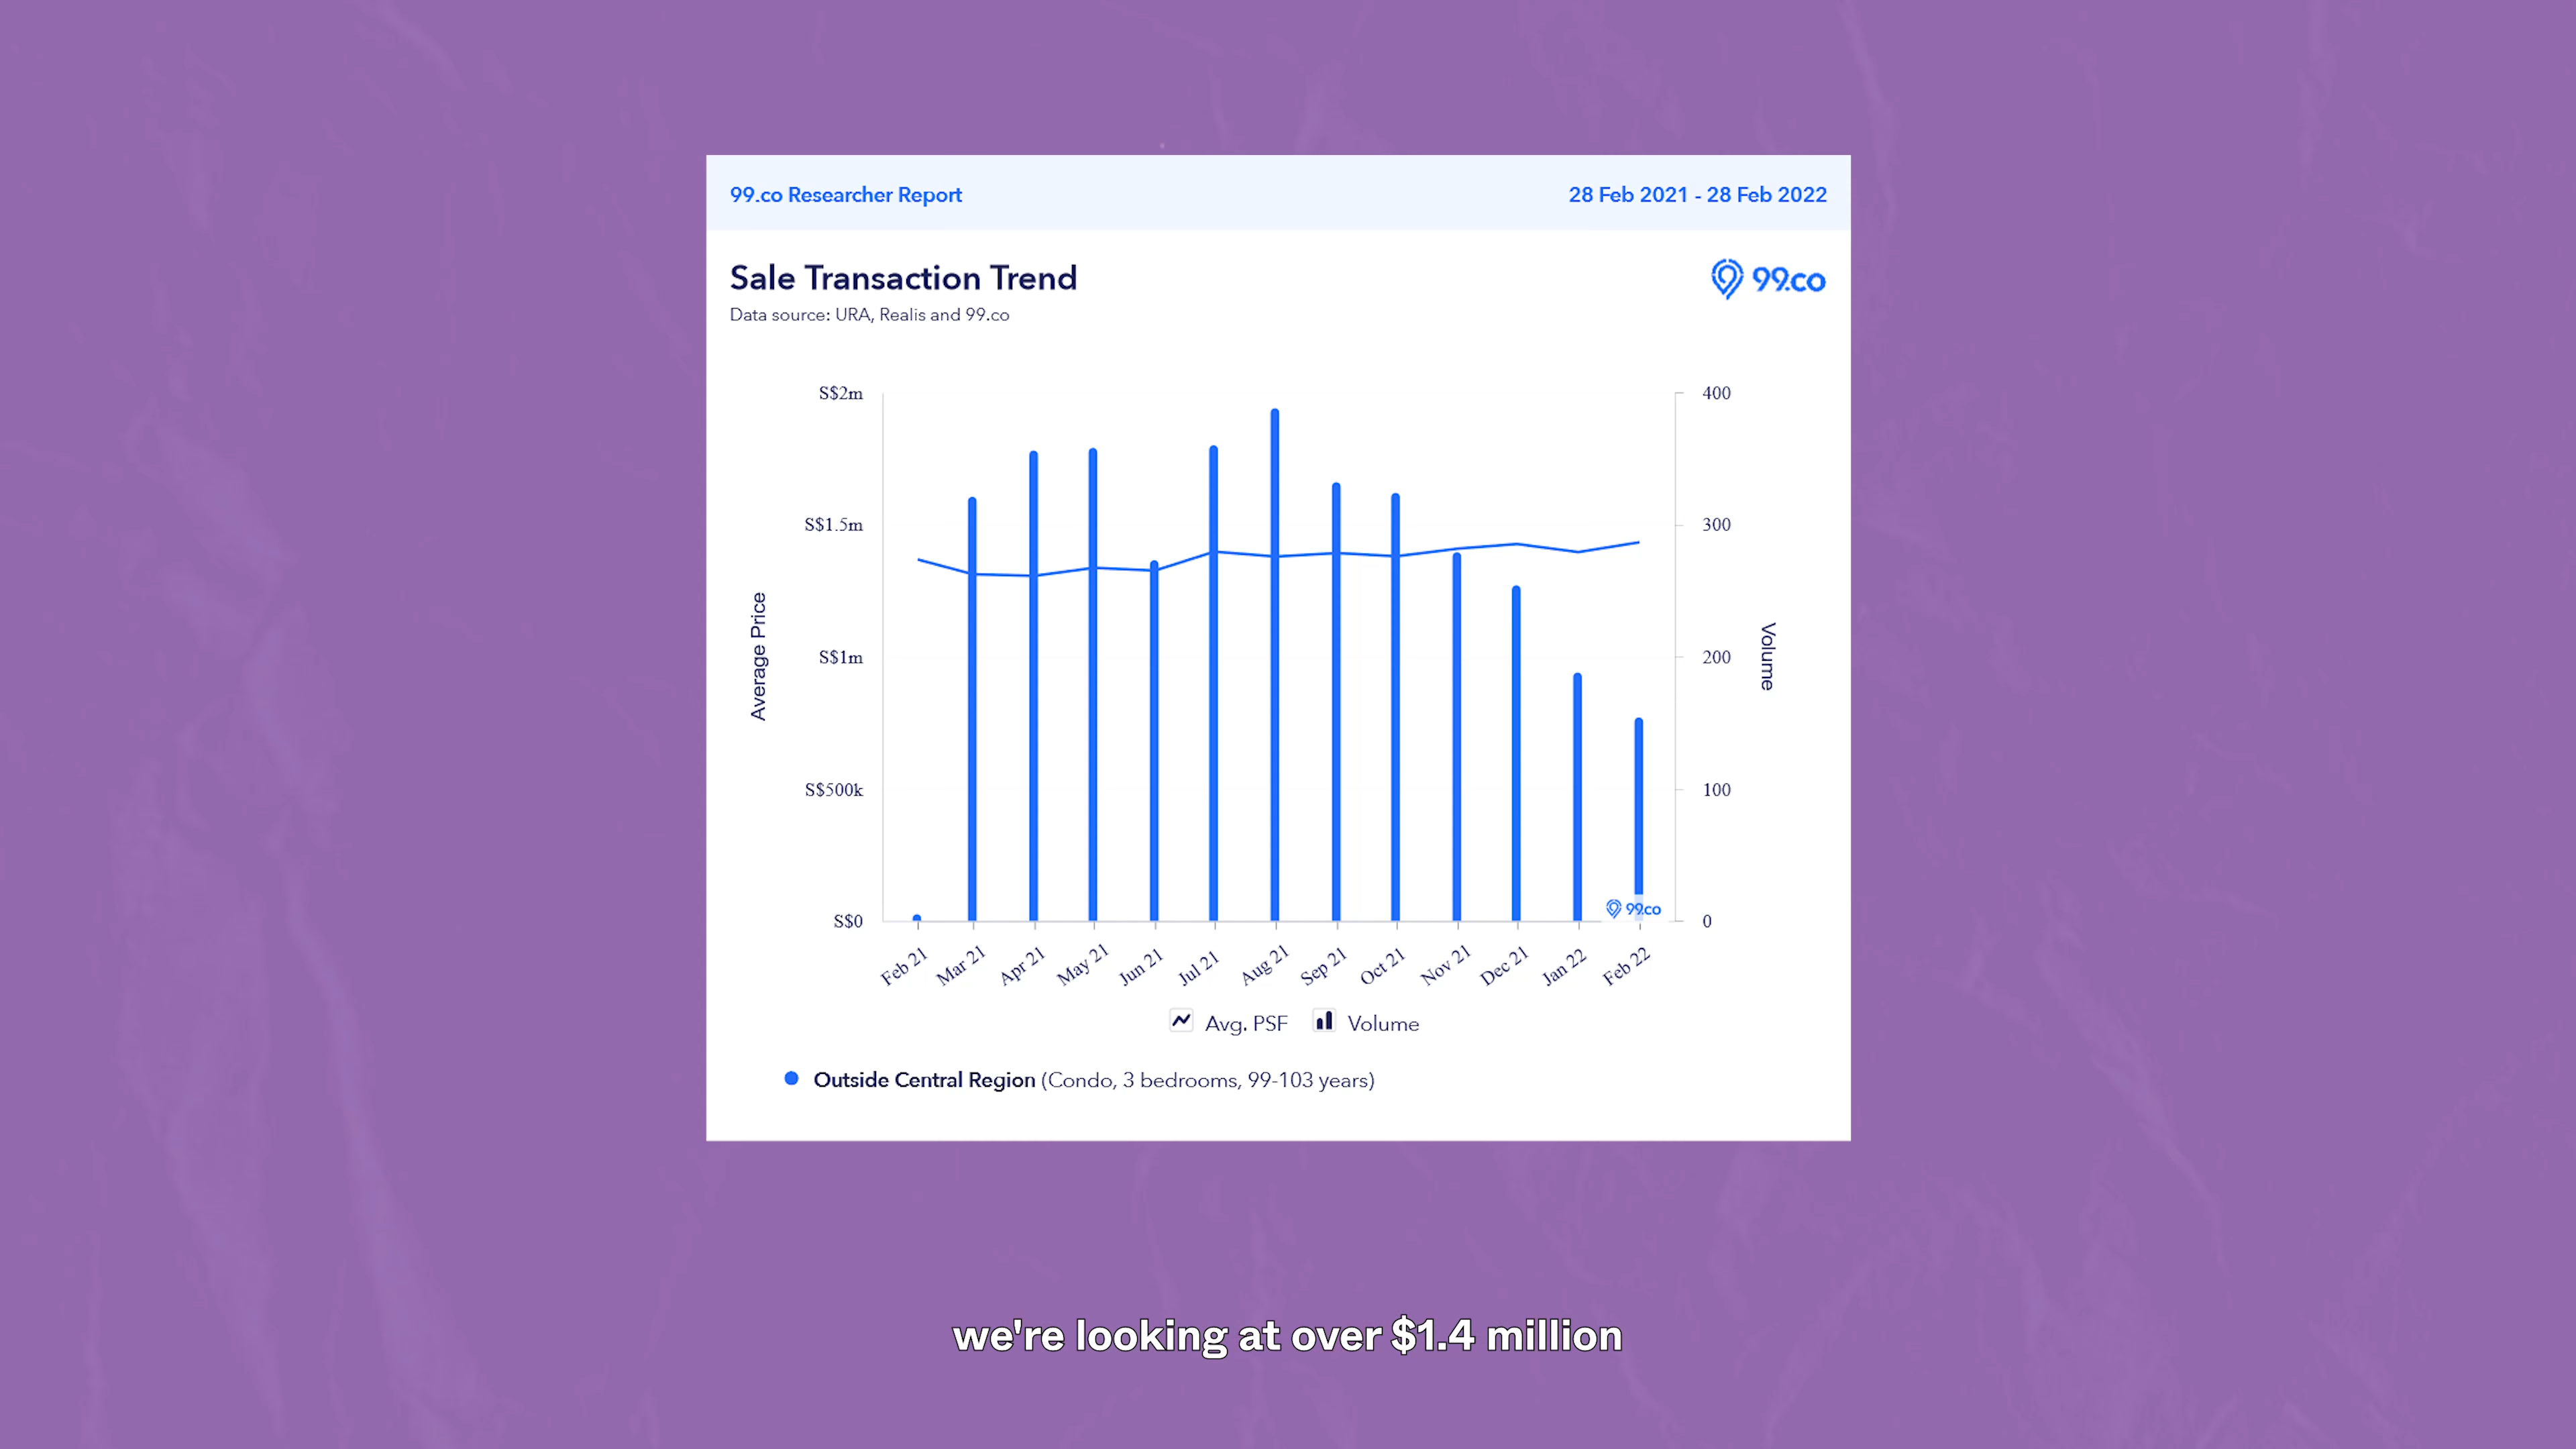 99.co Researcher Report
28 Feb 2021 - 28 Feb 2022
Sale Transaction Trend
99.co
Data source: URA, Realis and 99.co
S$2m
S$1.5m
S$1m
S$500k
S$0
Average Price
400
300
200
100
0
Volume
99.co
Feb 21 Mar 21 Apr 21 May 21 Jun 21 Jul 21 Aug 21 Sep 21 Oct 21 Nov 21 Dec 21 Jan 22 Feb 22
Avg. PSF Volume
Outside Central Region (Condo, 3 bedrooms, 99-103 years)
we're looking at over $1.4 million